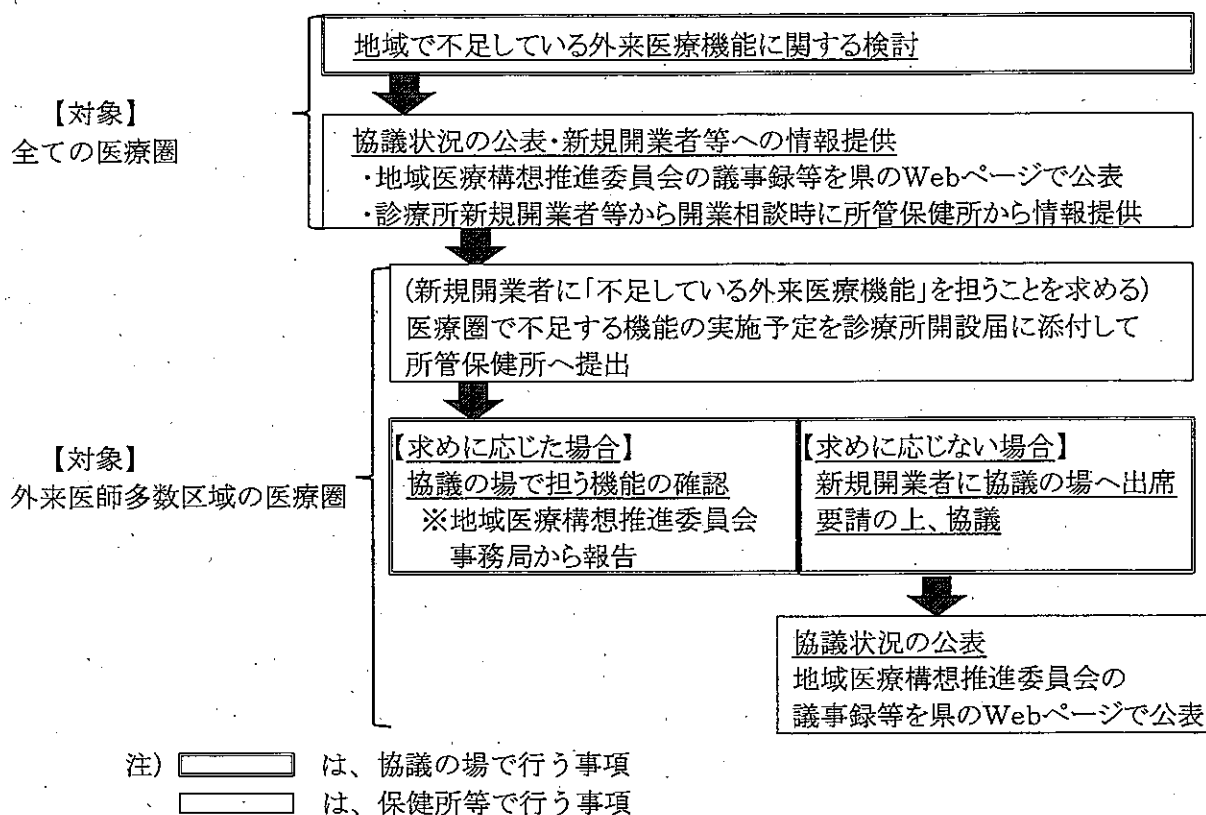 地域で不足している外来医療機能に関する検討
【対象】
全ての医療圏
協議状況の公表・新規開業者等への情報提供
・地域医療構想推進委員会の議事録等を県のWebページで公表
・診療所新規開業者等から開業相談時に所管保健所から情報提供
(新規開業者に「不足している外来医療機能」を担うことを求める)
医療圏で不足する機能の実施予定を診療所開設届に添付して
所管保健所へ提出
【対象】
外来医師多数区域の医療圏
【求めに応じた場合】
協議の場で担う機能の確認
※地域医療構想推進委員会
事務局から報告
【求めに応じない場合】
新規開業者に協議の場へ出席
要請の上、協議
協議状況の公表
地域医療構想推進委員会の
議事録等を県のWebページで公表
注) は、協議の場で行う事項
は、保健所等で行う事項